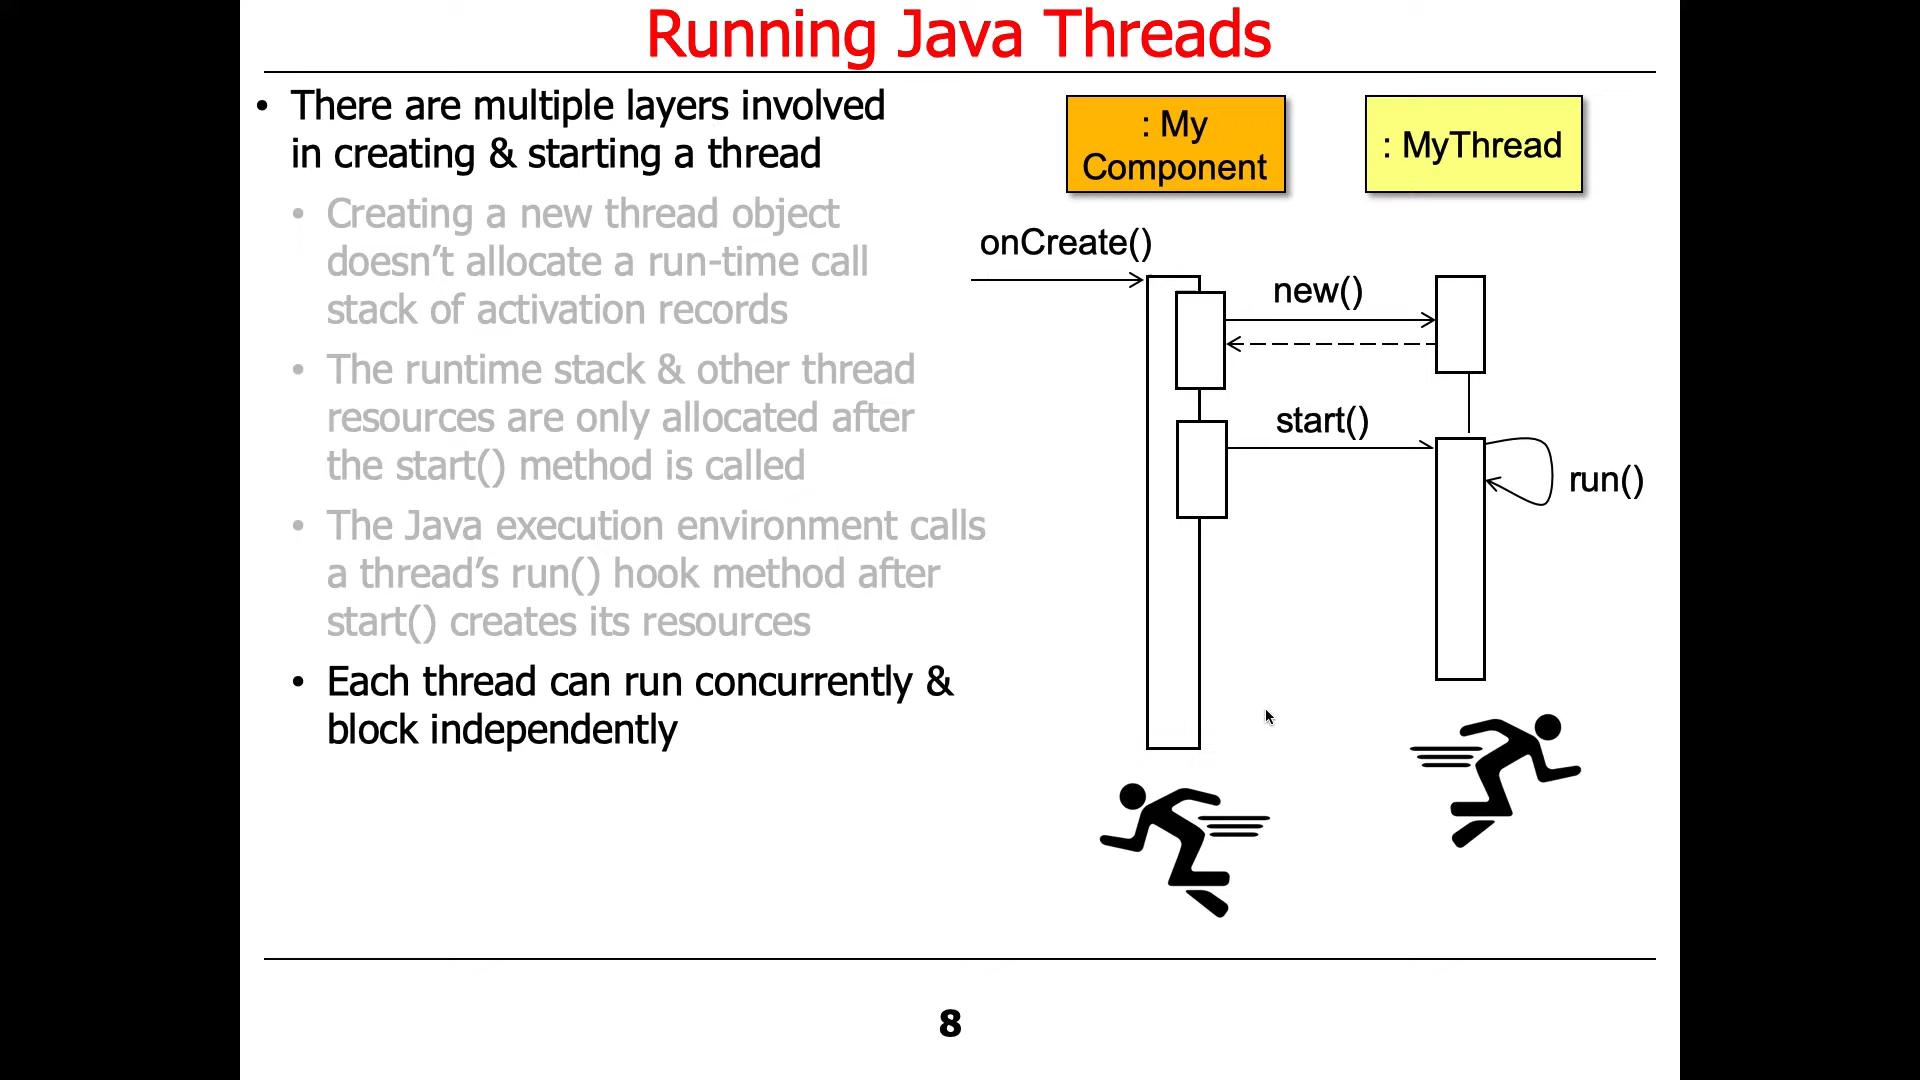 Running Java Threads
• There are multiple layers involved
in creating & starting a thread
• Creating a new thread object
doesn’t allocate a run-time call
stack of activation records
• The runtime stack & other thread
resources are only allocated after
the start() method is called
• The Java execution environment calls
a thread’s run() hook method after
start() creates its resources
• Each thread can run concurrently &
block independently
: My
Component
: MyThread
onCreate()
new()
start()
run()
8